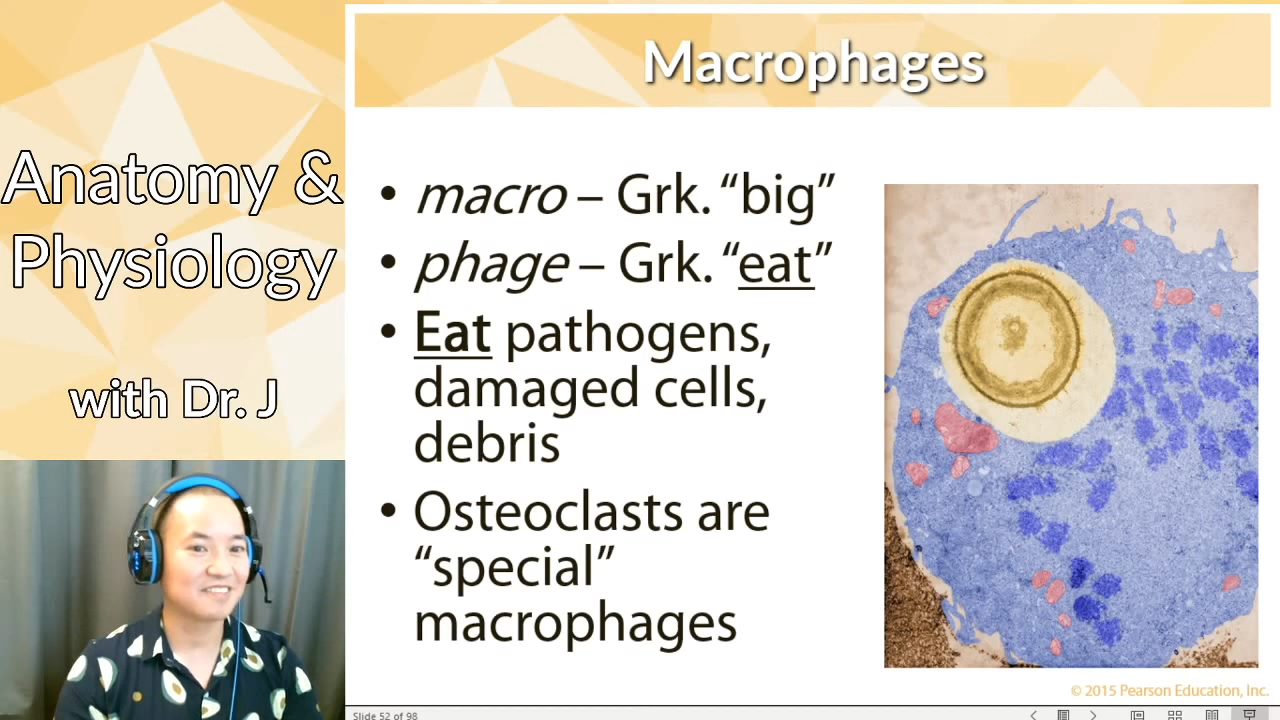 Anatomy &
Physiology
with Dr. J
Macrophages
• macro – Grk. “big”
• phage – Grk. “eat”
• Eat pathogens,
damaged cells,
debris
• Osteoclasts are
“special”
macrophages
© 2015 Pearson Education, Inc.
Slide 52 of 98